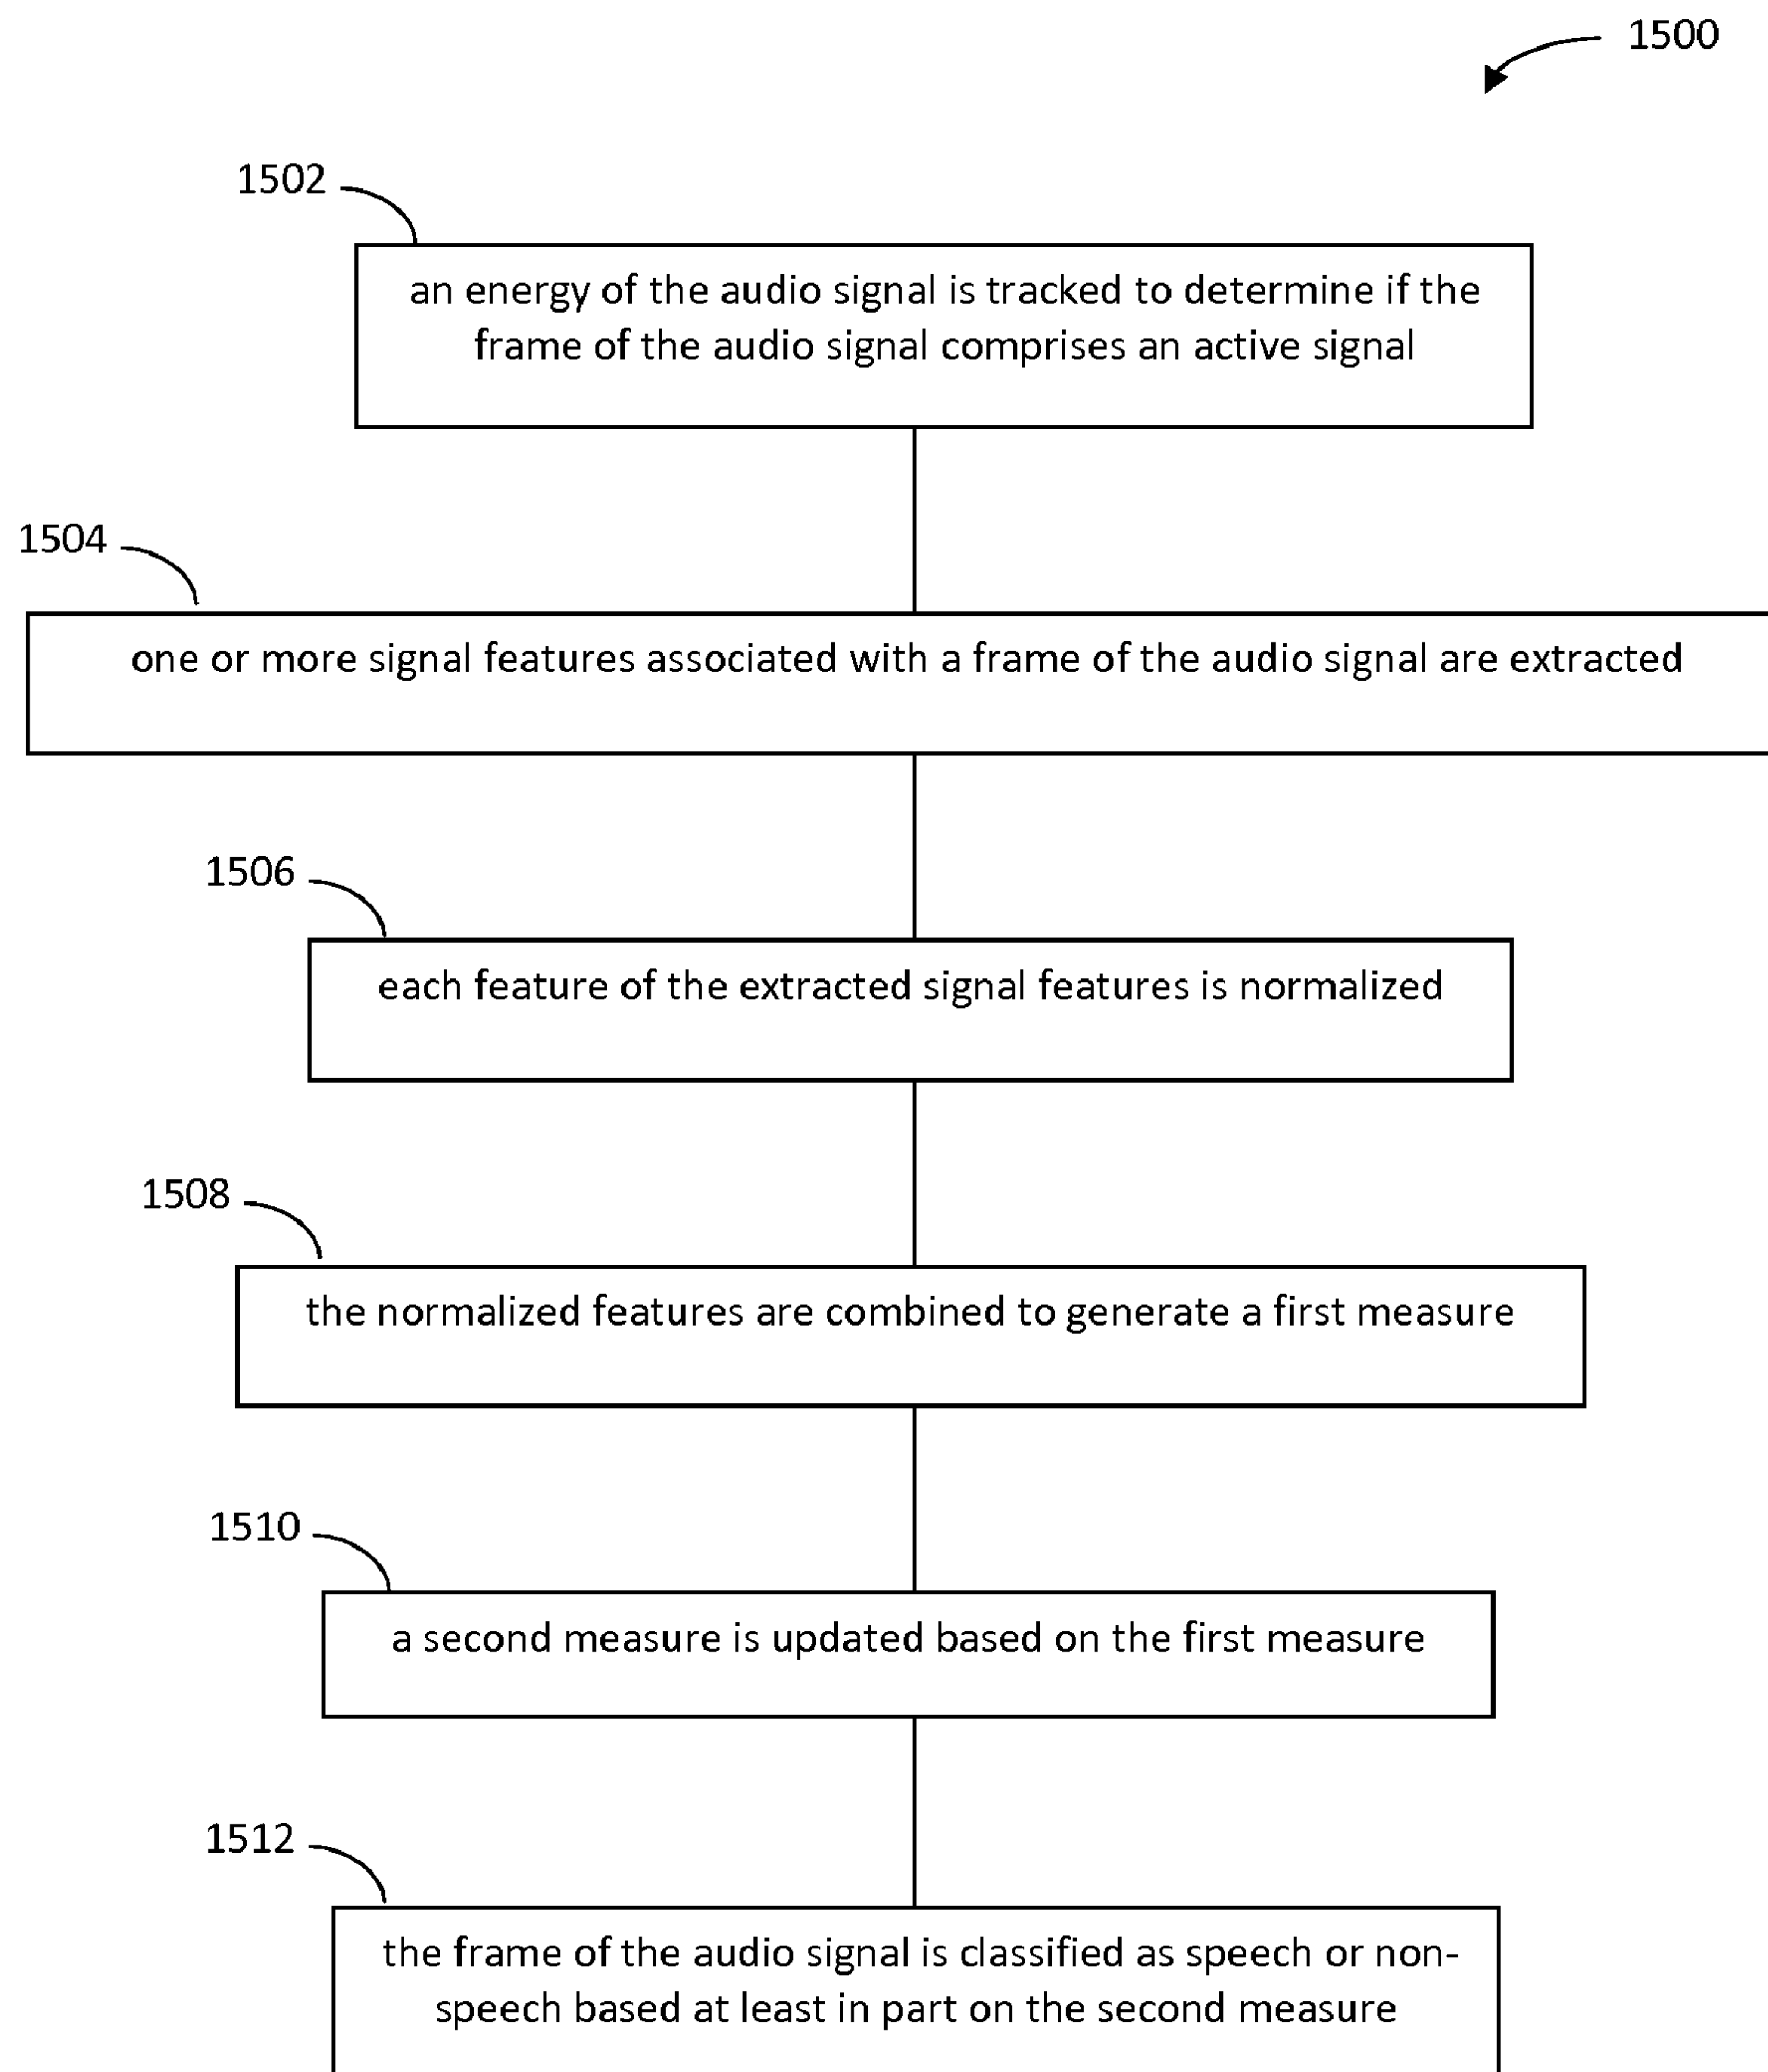 1500
1502
an energy of the audio signal is tracked to determine if the
frame of the audio signal comprises an active signal
1504
one or more signal features associated with a frame of the audio signal are extracted
1506
each feature of the extracted signal features is normalized
1508
the normalized features are combined to generate a first measure
1510
a second measure is updated based on the first measure
1512
the frame of the audio signal is classified as speech or non-
speech based at least in part on the second measure